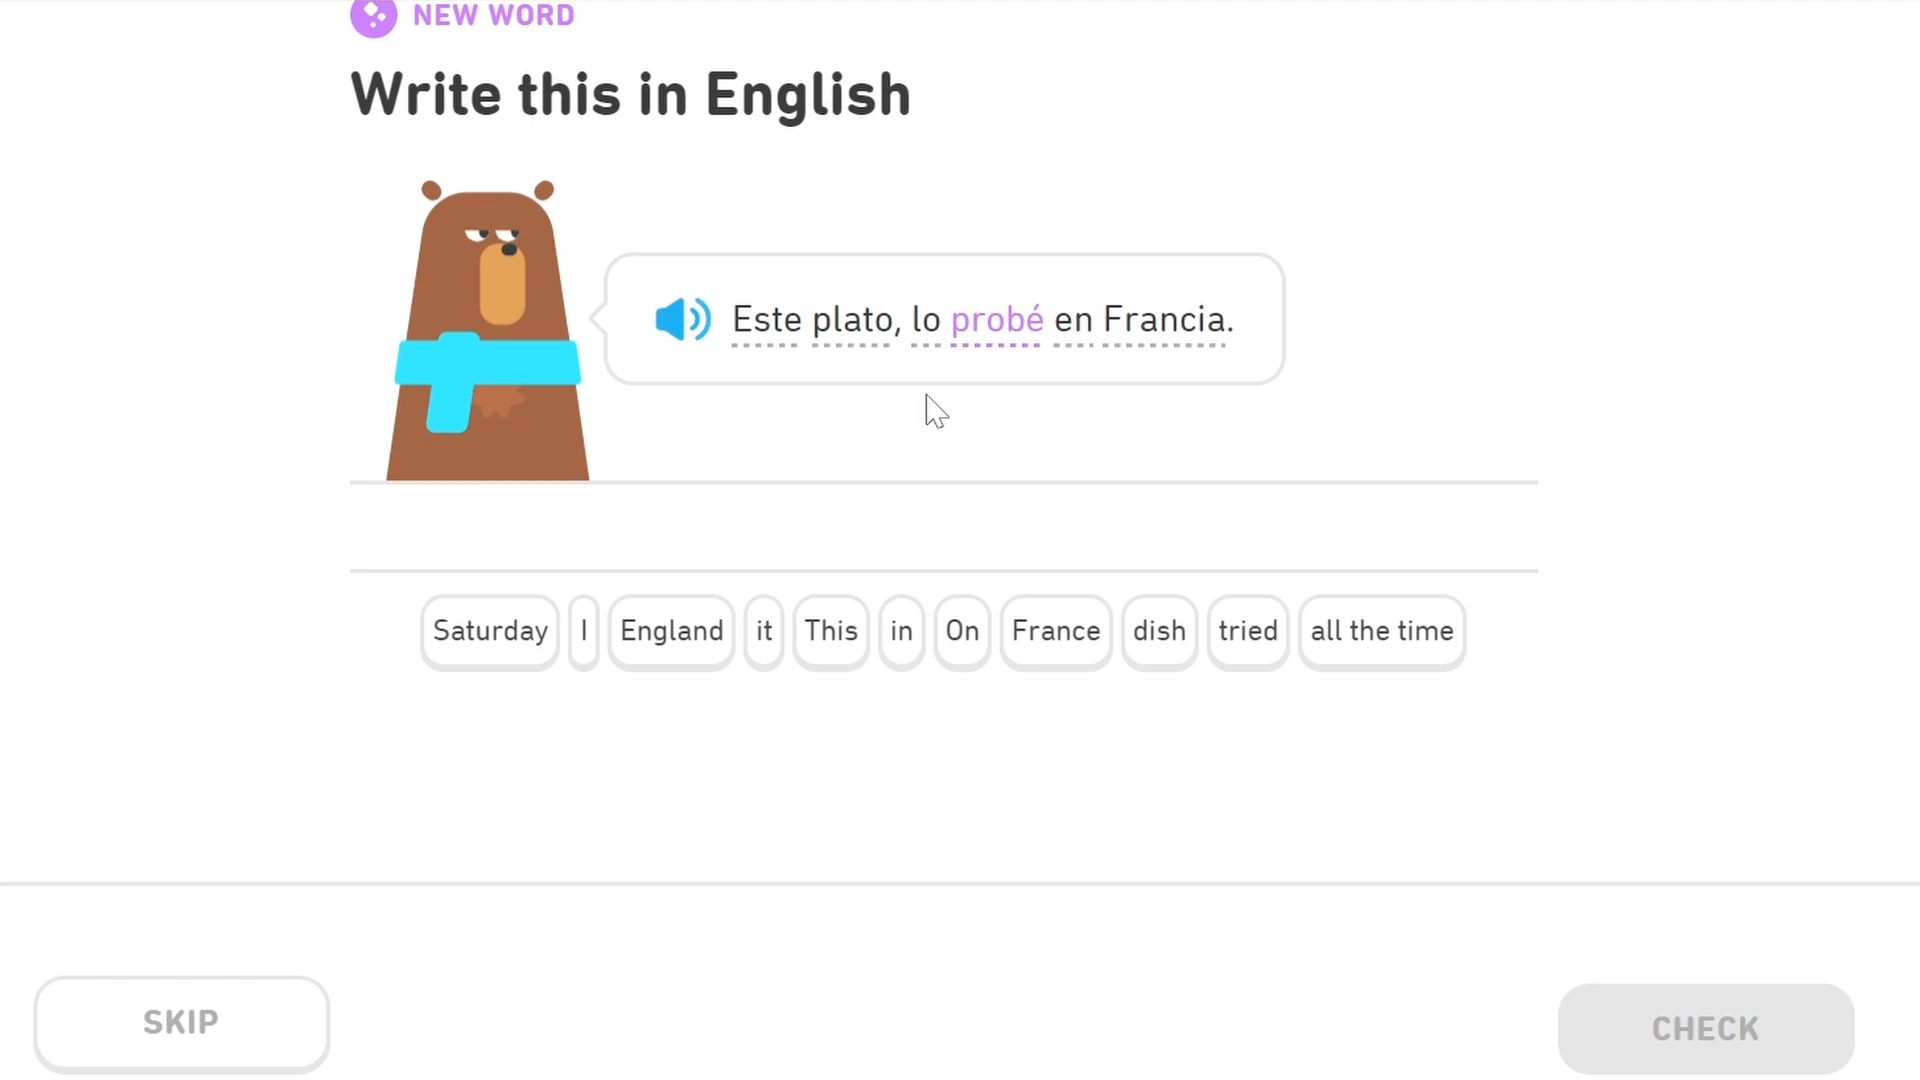 NEW WORD
Write this in English
Este plato, lo probé en Francia.
Saturday I England it This in On France dish tried all the time
SKIP
CHECK